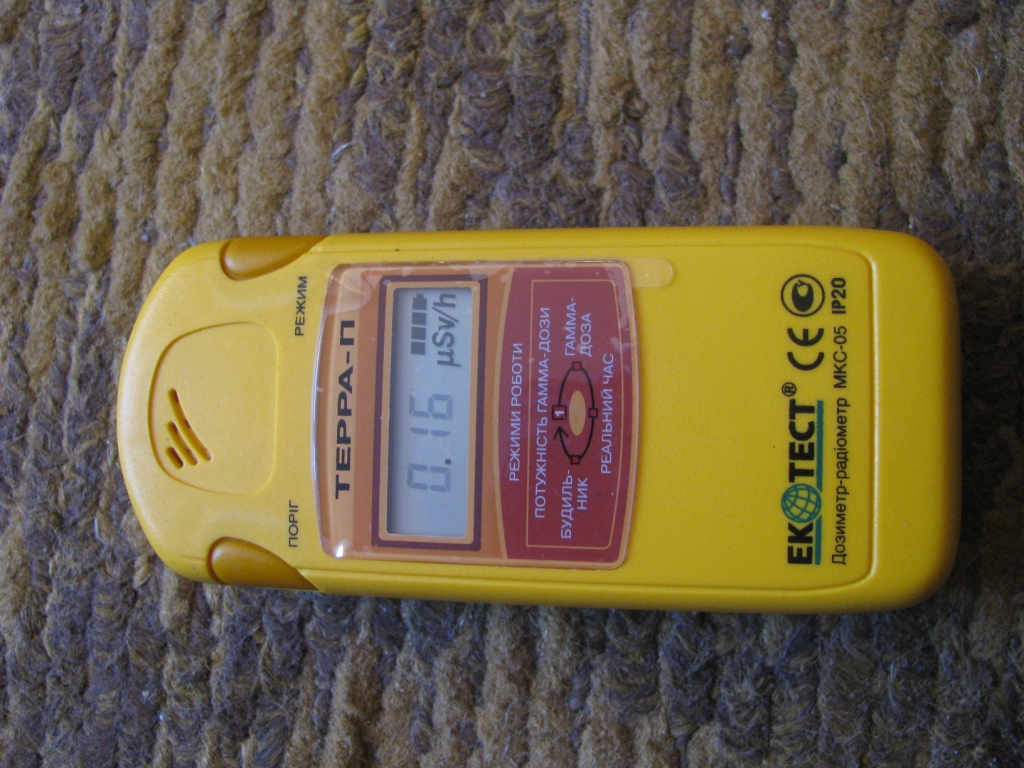 ПОРІГ РЕЖИМ
ТЕРРА-П
0.16 µSv/h
РЕЖИМИ РОБОТИ
ПОТУЖНІСТЬ ГАММА-ДОЗИ
1
БУДИЛЬ-
НИК
ГАММА-
ДОЗА
РЕАЛЬНИЙ ЧАС
ЕКОТЕСТ® CE
Дозиметр-радіометр МКС-05 IP20